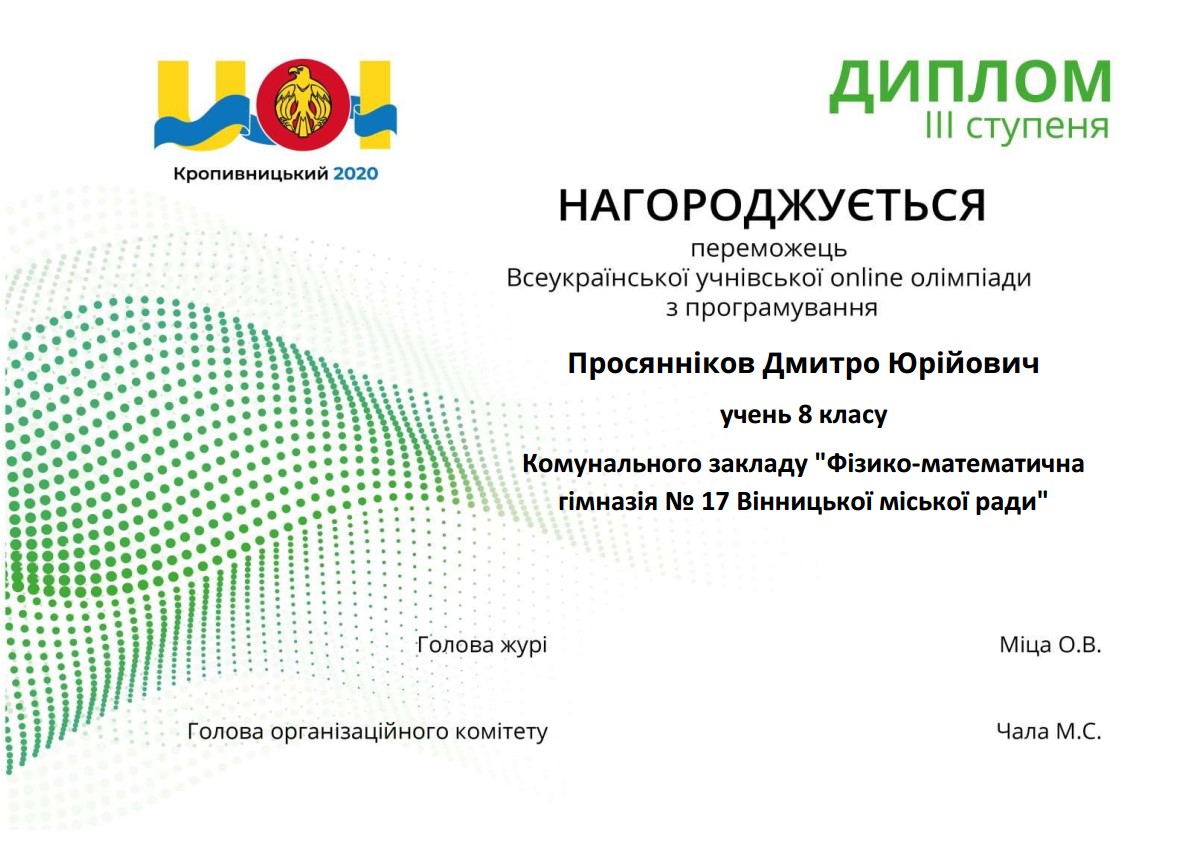 UOI
Кропивницький 2020
ДИПЛОМ
III ступеня
НАГОРОДЖУЄТЬСЯ
переможець
Всеукраїнської учнівської online олімпіади
з програмування
Просянніков Дмитро Юрійович
учень 8 класу
Комунального закладу "Фізико-математична
гімназія № 17 Вінницької міської ради"
Голова журі Міца О.В.
Голова організаційного комітету Чала М.С.